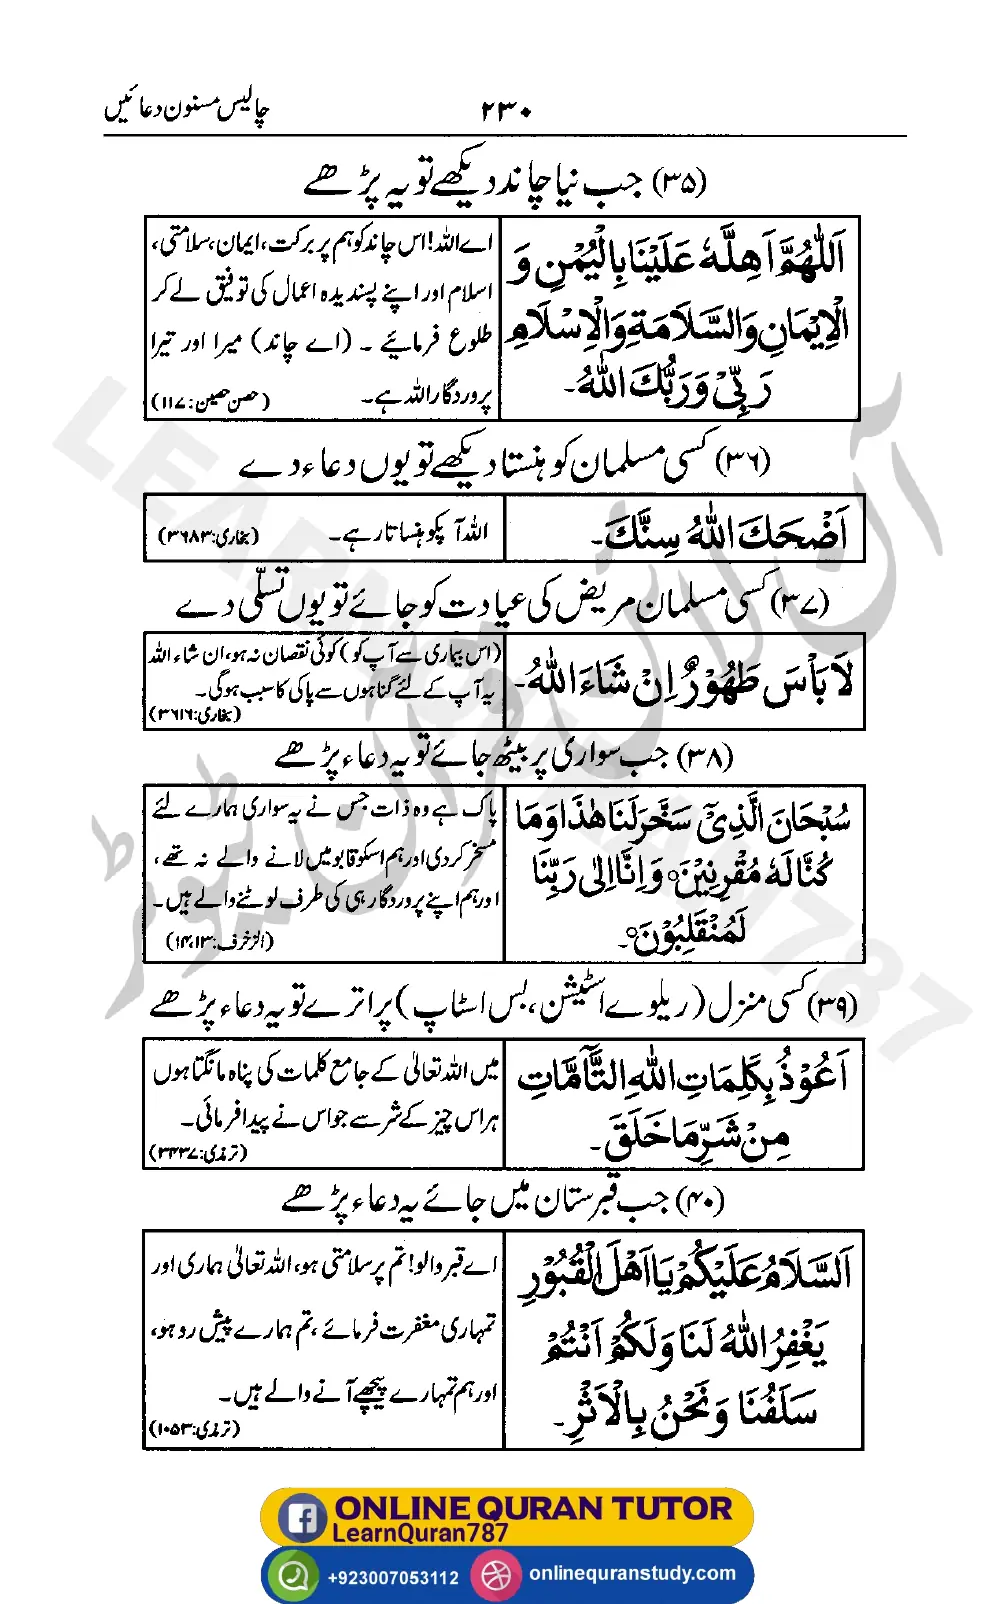 چالیس مسنون دعائیں ۲۳۰
(۳۵) جب نیا چاند دیکھے تو یہ پڑھے
اَللّٰهُمَّ اَهِلَّهٗ عَلَيْنَا بِالْيُمْنِ وَ
الْاِيْمَانِ وَالسَّلَامَةِ وَالْاِسْلَامِ
رَبِّيْ وَرَبُّكَ اللّٰهُ۔
اے اللہ! اس چاند کو ہم پر برکت، ایمان، سلامتی،
اسلام اور اپنے پسندیدہ اعمال کی توفیق لے کر
طلوع فرمائیے ۔ (اے چاند) میرا اور تیرا
پروردگار اللہ ہے۔ (حصن حصین:۱۱۷)
(۳۶) کسی مسلمان کو ہنستا دیکھے تو یوں دعاء دے
اَضْحَكَ اللّٰهُ سِنَّكَ۔
اللہ آپکو ہنساتا رہے۔ (بخاری:۳۶۸۳)
(۳۷) کسی مسلمان مریض کی عیادت کو جائے تو یوں تسلّی دے
لَا بَأْسَ طَهُوْرٌ اِنْ شَاءَ اللّٰهُ۔
(اس بیماری سے آپ کو) کوئی نقصان نہ ہو، ان شاء اللہ
یہ آپ کے لئے گناہوں سے پاکی کا سبب ہوگی۔
(بخاری:۳۶۱۶)
(۳۸) جب سواری پر بیٹھ جائے تو یہ دعاء پڑھے
سُبْحَانَ الَّذِيْ سَخَّرَ لَنَا هٰذَا وَمَا
كُنَّا لَهٗ مُقْرِنِيْنَ۝ وَاِنَّا اِلٰى رَبِّنَا
لَمُنْقَلِبُوْنَ۝۔
پاک ہے وہ ذات جس نے یہ سواری ہمارے لئے
مسخر کردی اور ہم اسکو قابو میں لانے والے نہ تھے،
اور ہم اپنے پروردگار ہی کی طرف لوٹنے والے ہیں۔
(الزخرف:۱۴،۱۳)
(۳۹) کسی منزل (ریلوے اسٹیشن، بس اسٹاپ) پر اترے تو یہ دعاء پڑھے
اَعُوْذُ بِكَلِمَاتِ اللّٰهِ التَّآمَّاتِ
مِنْ شَرِّ مَا خَلَقَ۔
میں اللہ تعالیٰ کے جامع کلمات کی پناہ مانگتا ہوں
ہر اس چیز کے شر سے جو اس نے پیدا فرمائی۔
(ترمذی:۳۴۳۷)
(۴۰) جب قبرستان میں جائے یہ دعاء پڑھے
اَلسَّلَامُ عَلَيْكُمْ يَا اَهْلَ الْقُبُوْرِ
يَغْفِرُ اللّٰهُ لَنَا وَلَكُمْ اَنْتُمْ
سَلَفُنَا وَنَحْنُ بِالْاَثَرِ۔
اے قبر والو! تم پر سلامتی ہو، اللہ تعالیٰ ہماری اور
تمہاری مغفرت فرمائے، تم ہمارے پیش رو ہو،
اور ہم تمہارے پیچھے آنے والے ہیں۔
(ترمذی:۱۰۵۳)
آن لائن قرآن ٹیوٹر
LEARNQURAN787
ONLINE QURAN TUTOR
LearnQuran787
+923007053112 onlinequranstudy.com